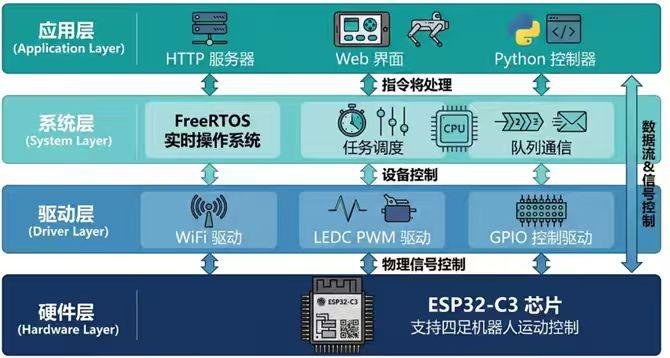 应用层
(Application Layer)
HTTP 服务器
Web 界面
Python 控制器
指令将处理
系统层
(System Layer)
FreeRTOS
实时操作系统
任务调度
CPU
1 2 3
队列通信
设备控制
数据流&信号控制
驱动层
(Driver Layer)
WiFi 驱动
LEDC PWM 驱动
GPIO 控制驱动
物理信号控制
硬件层
(Hardware Layer)
ESP32-C3
ESP32-C3 芯片
支持四足机器人运动控制